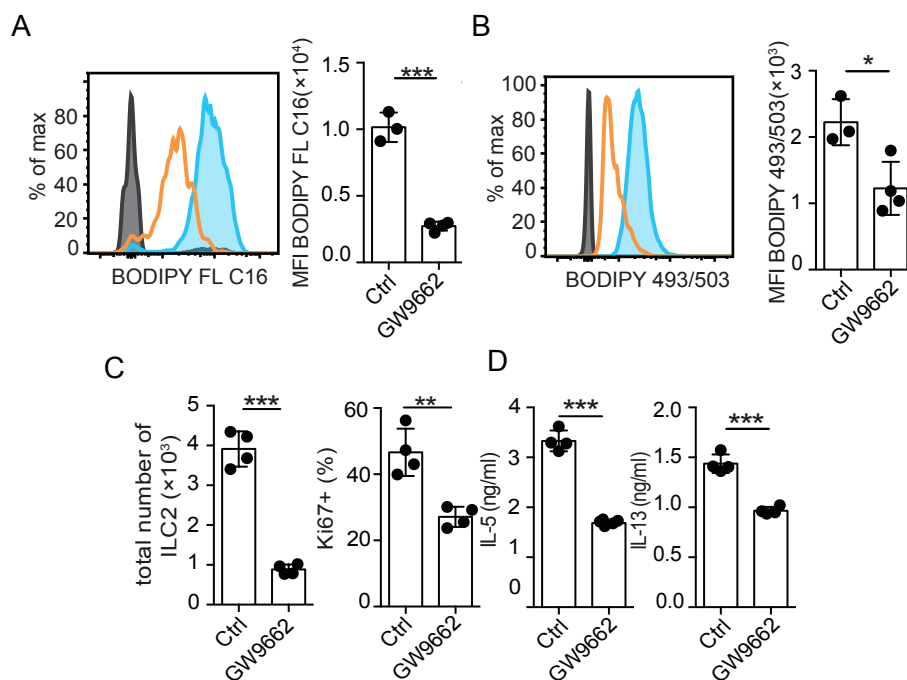 A
% of max
100
80
60
40
20
0
BODIPY FL C16
MFI BODIPY FL C16(×10⁴)
1.5
1.0
0.5
0.0
***
Ctrl
GW9662
B
% of max
100
80
60
40
20
0
BODIPY 493/503
MFI BODIPY 493/503(×10³)
3
2
1
0
*
Ctrl
GW9662
C
total number of
ILC2 (×10³)
5
4
3
2
1
0
***
Ctrl
GW9662
Ki67+ (%)
60
40
20
0
**
Ctrl
GW9662
D
IL-5 (ng/ml)
4
3
2
1
0
***
Ctrl
GW9662
IL-13 (ng/ml)
2.0
1.5
1.0
0.5
0.0
***
Ctrl
GW9662